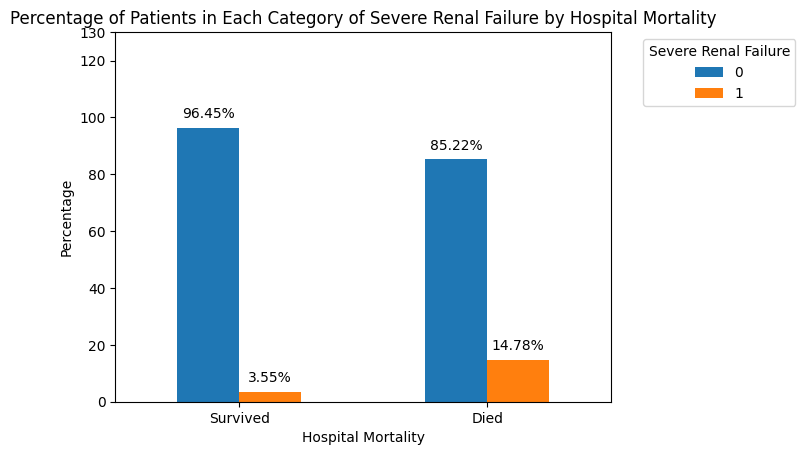 Percentage of Patients in Each Category of Severe Renal Failure by Hospital Mortality
130
120
100
80
60
40
20
0
Percentage
96.45%
3.55%
85.22%
14.78%
Survived
Died
Hospital Mortality
Severe Renal Failure
0
1